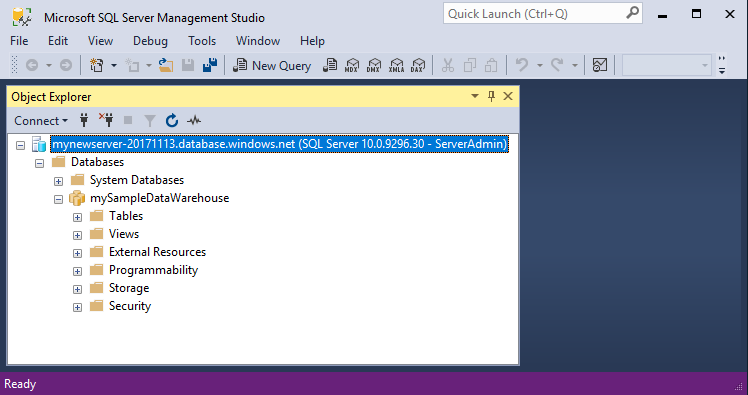 Microsoft SQL Server Management Studio
Quick Launch (Ctrl+Q)
File Edit View Debug Tools Window Help
New Query MDX DMX XMLA DAX
Object Explorer
Connect
mynewserver-20171113.database.windows.net (SQL Server 10.0.9296.30 - ServerAdmin)
Databases
System Databases
mySampleDataWarehouse
Tables
Views
External Resources
Programmability
Storage
Security
Ready